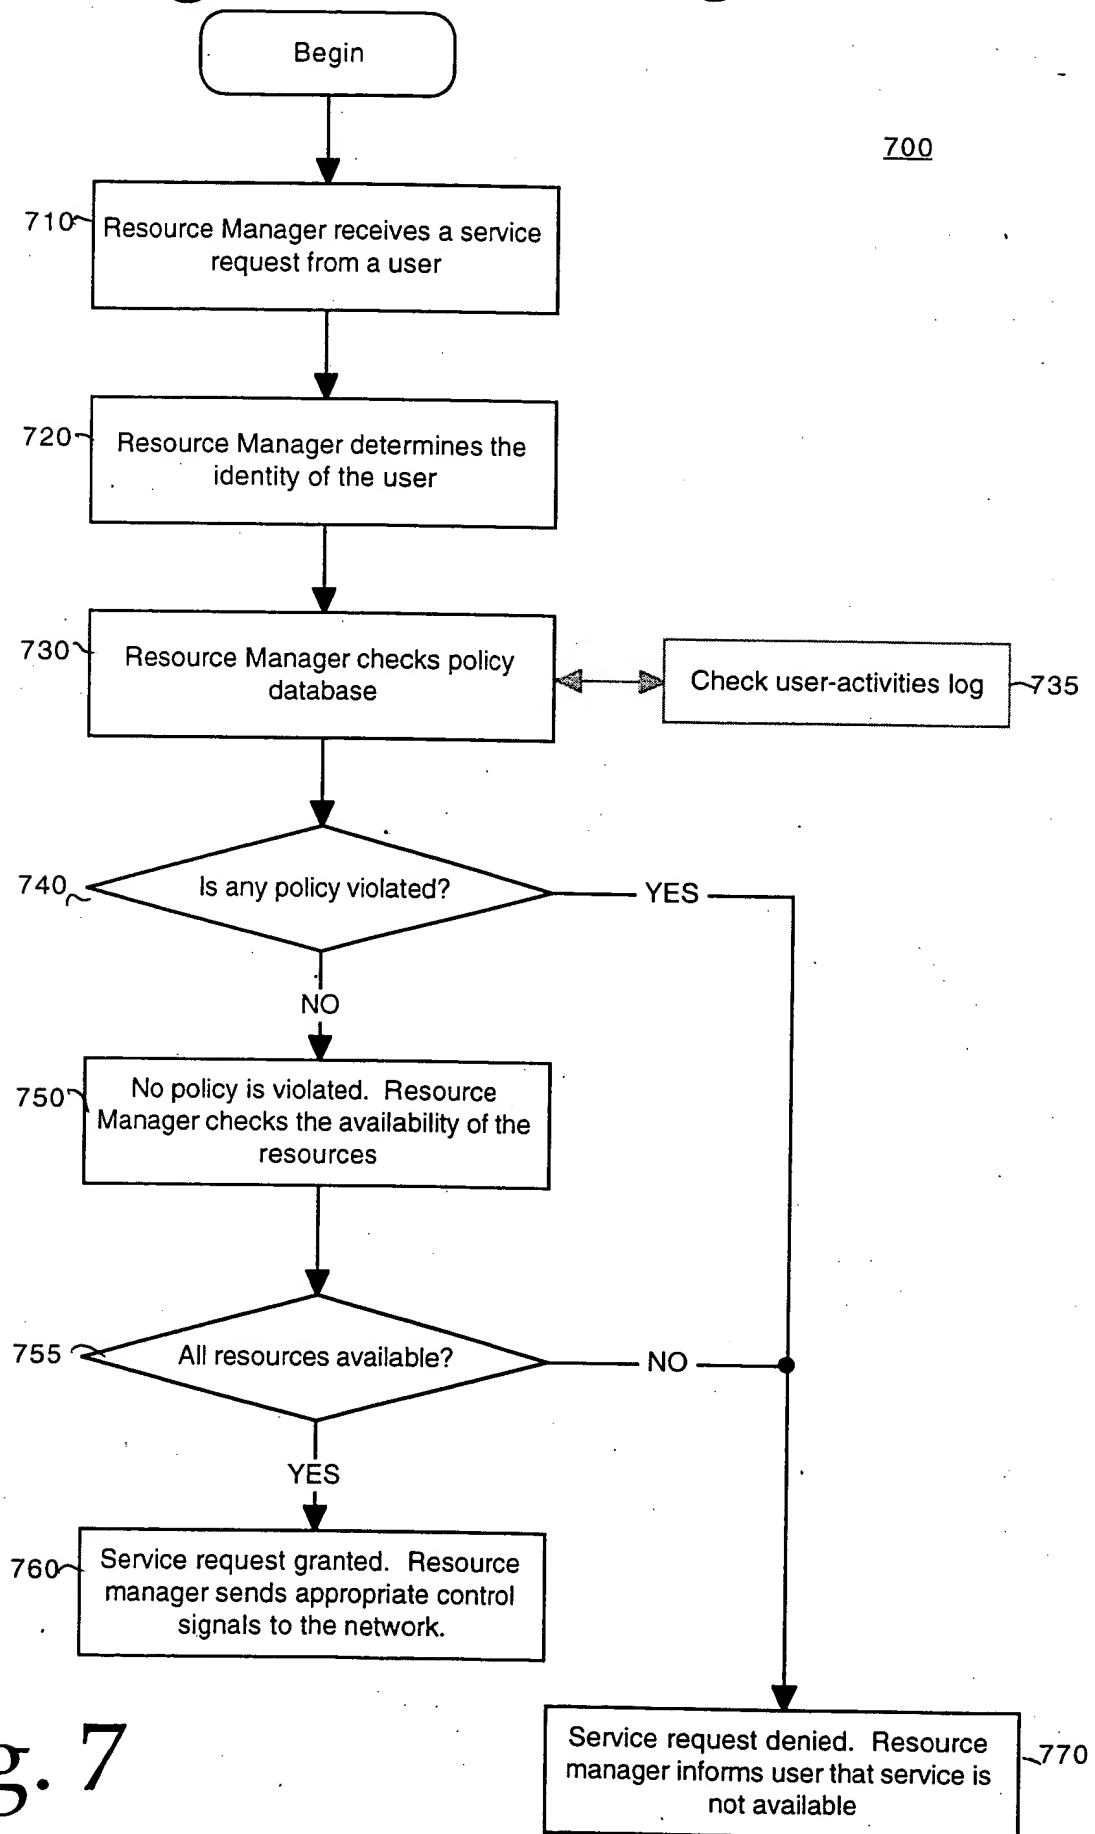 Begin
700
710
Resource Manager receives a service
request from a user
720
Resource Manager determines the
identity of the user
730
Resource Manager checks policy
database
Check user-activities log
735
740
Is any policy violated?
YES
NO
750
No policy is violated. Resource
Manager checks the availability of the
resources
755
All resources available?
NO
YES
760
Service request granted. Resource
manager sends appropriate control
signals to the network.
Service request denied. Resource
manager informs user that service is
not available
770
g. 7